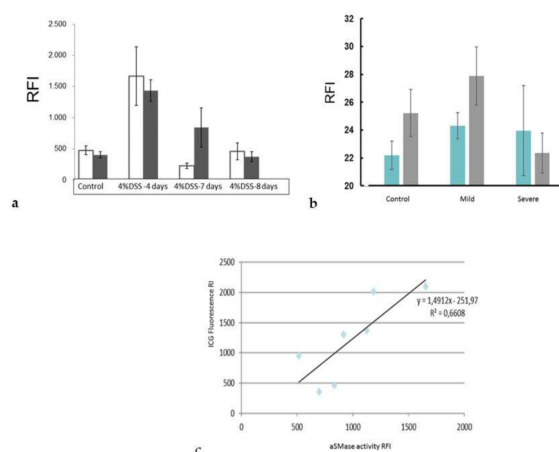 RFI
2.500
2.000
1.500
1.000
500
0
Control 4%DSS -4 days 4%DSS-7 days 4%DSS-8 days
a
RFI
32
30
28
26
24
22
20
Control Mild Severe
b
ICG Fluorescence RI
2500
2000
1500
1000
500
0
y = 1,4912x - 251,97
R² = 0,6608
0 500 1000 1500 2000
aSMase activity RFI
c